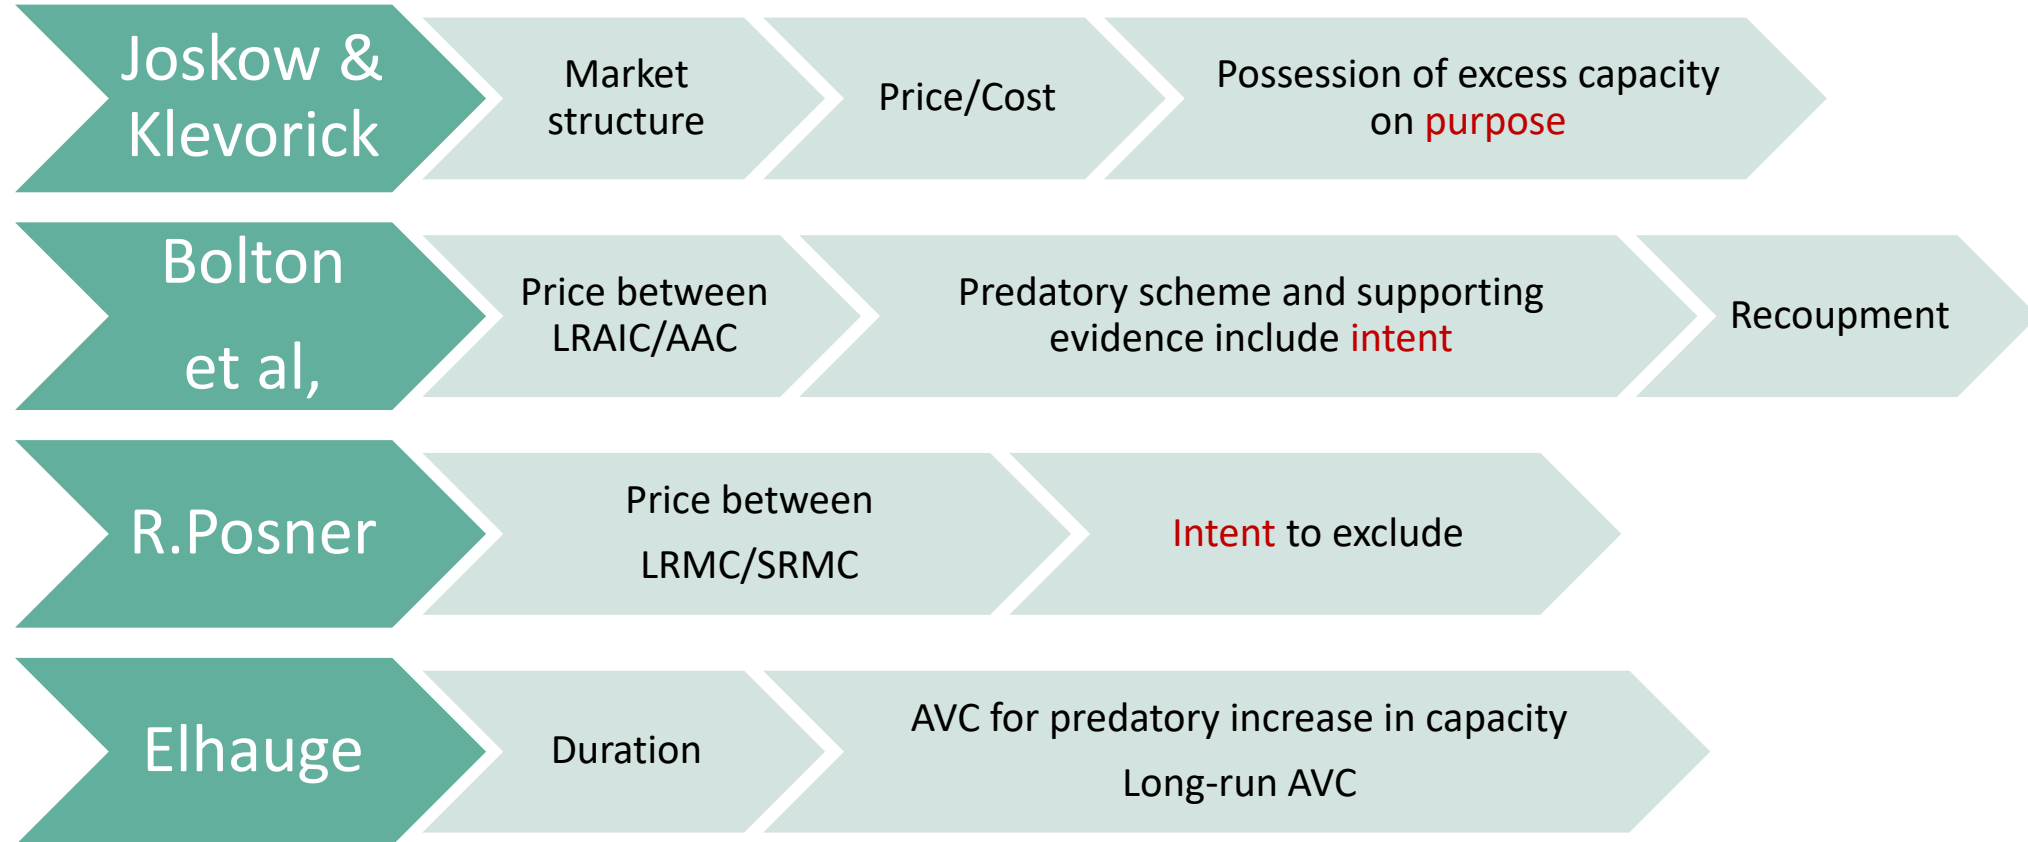 Joskow &
Klevorick
Market
structure
Price/Cost
Possession of excess capacity
on purpose
Bolton
et al,
Price between
LRAIC/AAC
Predatory scheme and supporting
evidence include intent
Recoupment
R.Posner
Price between
LRMC/SRMC
Intent to exclude
Elhauge
Duration
AVC for predatory increase in capacity
Long-run AVC